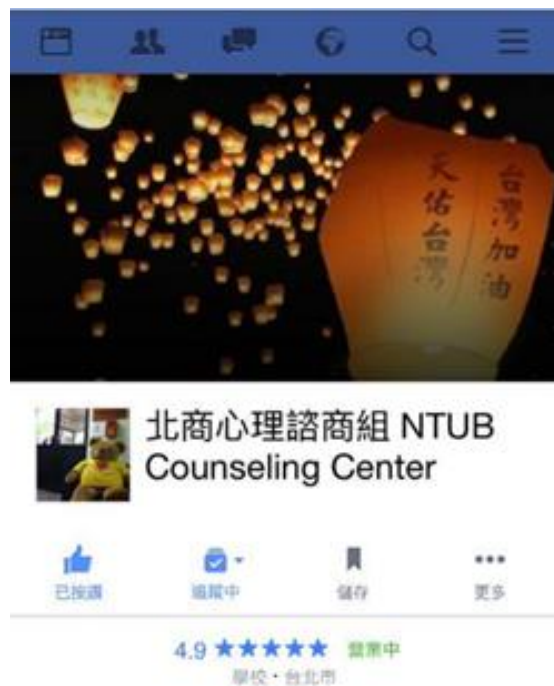 台灣加油
天佑台灣
北商心理諮商組 NTUB
Counseling Center
已按讚
追蹤中
儲存
更多
4.9 ★★★★★ 營業中
學校・台北市